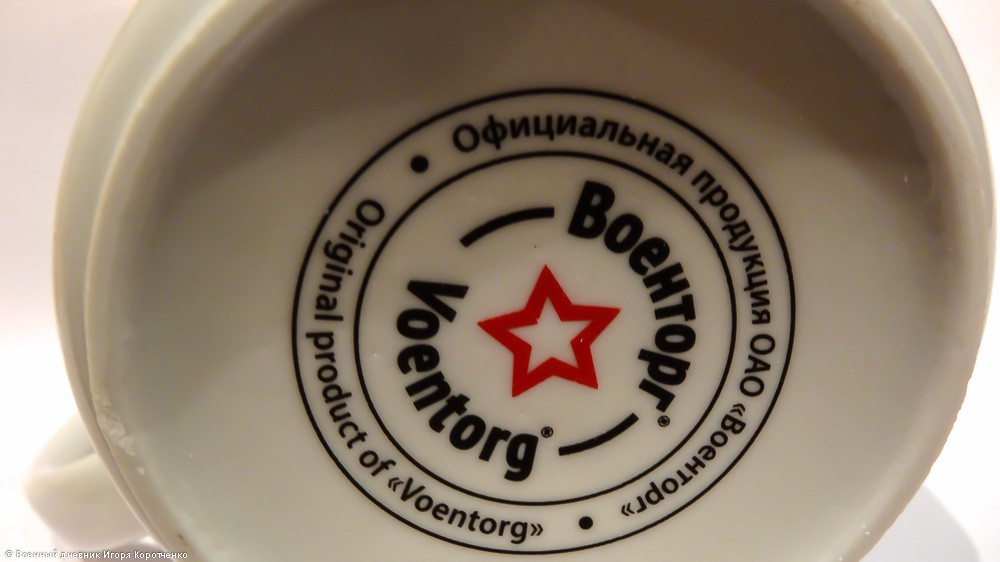 Официальная продукция ОАО «Военторг»
Original product of «Voentorg»
Военторг®
Voentorg®
© Военный дневник Игоря Коротченко